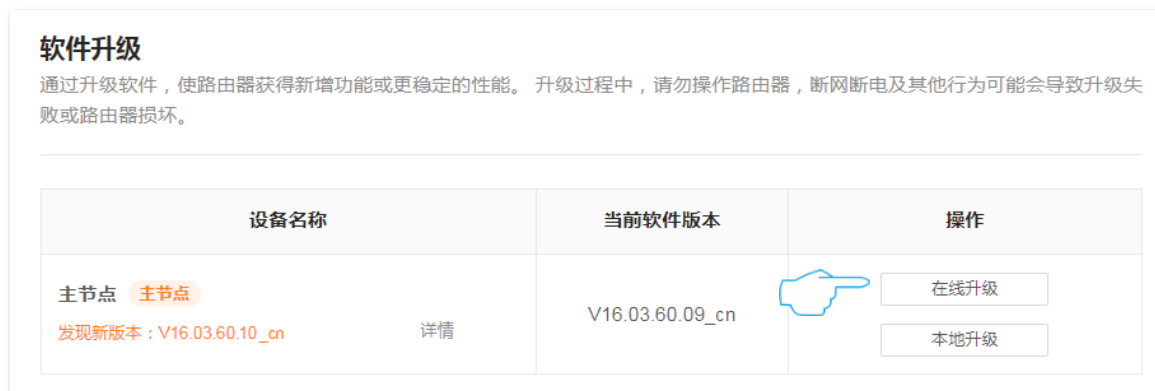 软件升级
通过升级软件，使路由器获得新增功能或更稳定的性能。 升级过程中，请勿操作路由器，断网断电及其他行为可能会导致升级失
败或路由器损坏。
设备名称 当前软件版本 操作
主节点 主节点
发现新版本：V16.03.60.10_cn 详情
V16.03.60.09_cn
在线升级
本地升级